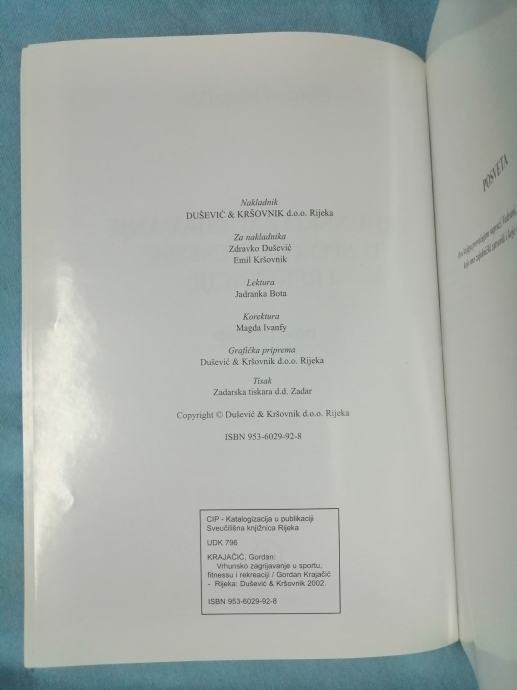 Nakladnik
DUŠEVIĆ & KRŠOVNIK d.o.o. Rijeka
Za nakladnika
Zdravko Dušević
Emil Kršovnik
Lektura
Jadranka Bota
Korektura
Magda Ivanfy
Grafička priprema
Dušević & Kršovnik d.o.o. Rijeka
Tisak
Zadarska tiskara d.d. Zadar
Copyright © Dušević & Kršovnik d.o.o. Rijeka
ISBN 953-6029-92-8
CIP - Katalogizacija u publikaciji
Sveučilišna knjižnica Rijeka
UDK 796
KRAJAČIĆ, Gordan:
Vrhunsko zagrijavanje u sportu,
fitnessu i rekreaciji / Gordan Krajačić
- Rijeka: Dušević & Kršovnik 2002.
ISBN 953-6029-92-8
POSVETA